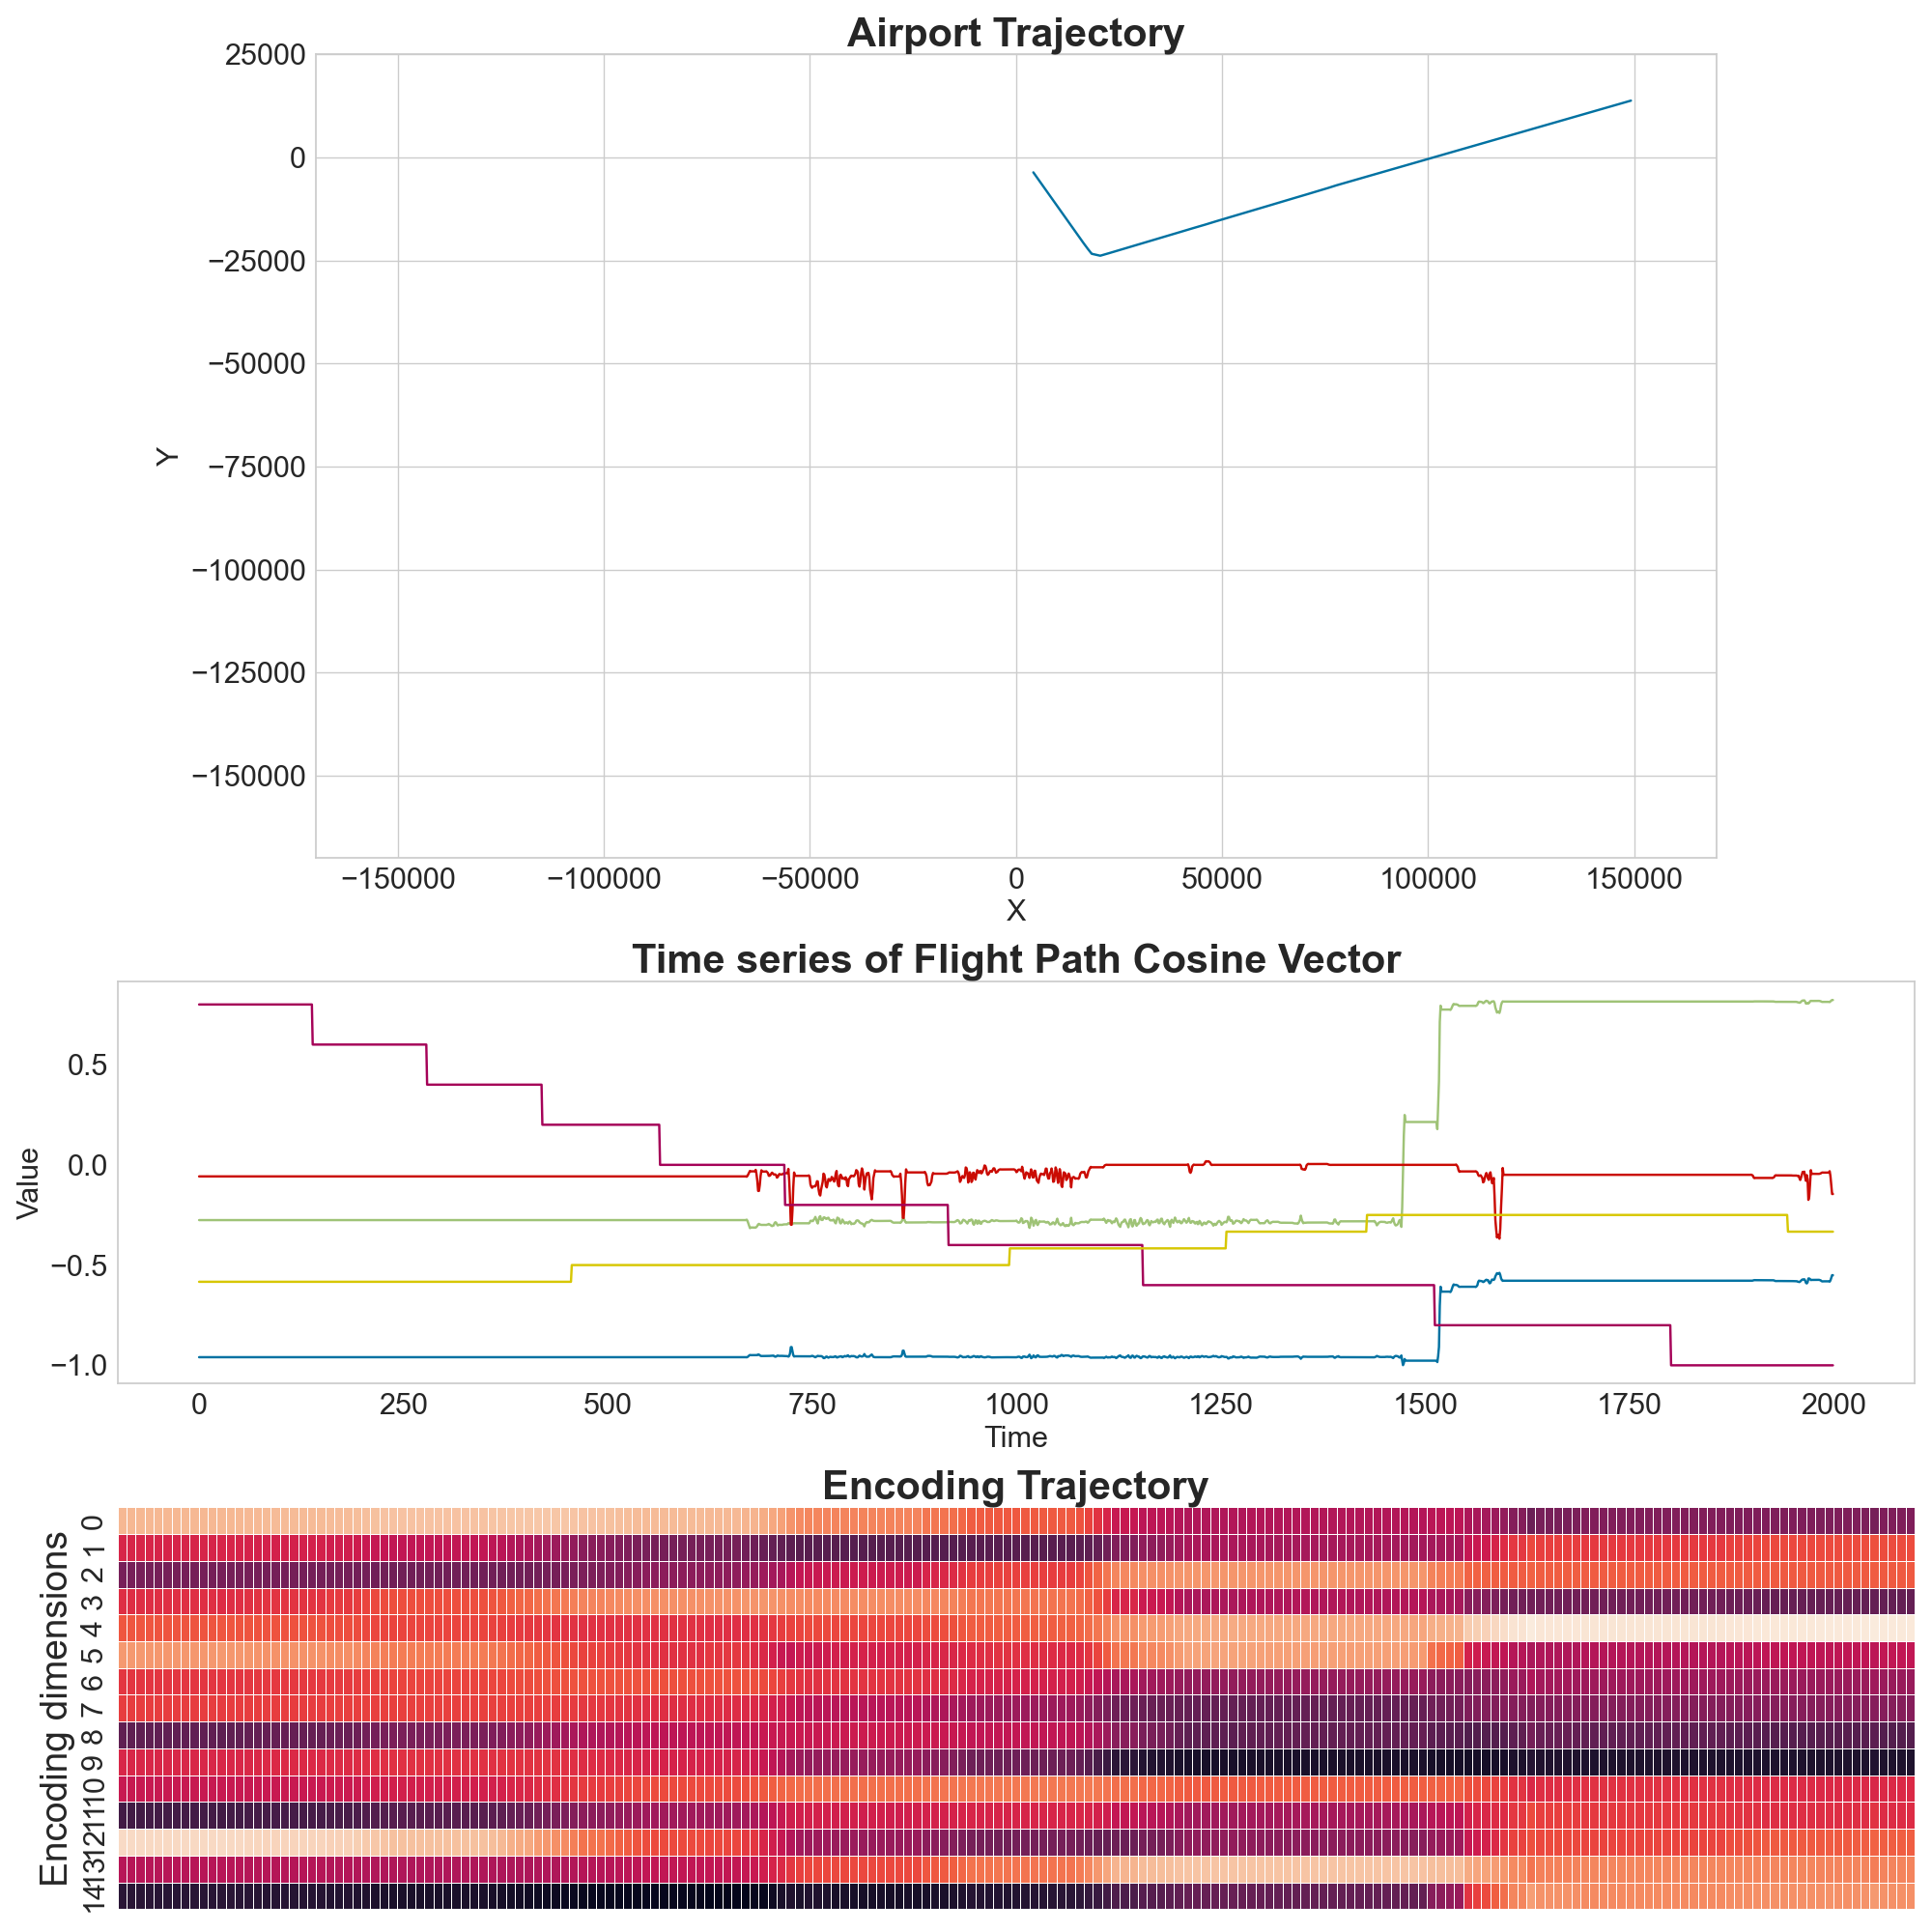 Airport Trajectory
25000
0
−25000
−50000
−75000
−100000
−125000
−150000
Y
−150000 −100000 −50000 0 50000 100000 150000
X
Time series of Flight Path Cosine Vector
0.5
0.0
−0.5
−1.0
Value
0 250 500 750 1000 1250 1500 1750 2000
Time
Encoding Trajectory
Encoding dimensions
0
1
2
3
4
5
6
7
8
9
10
11
12
13
14